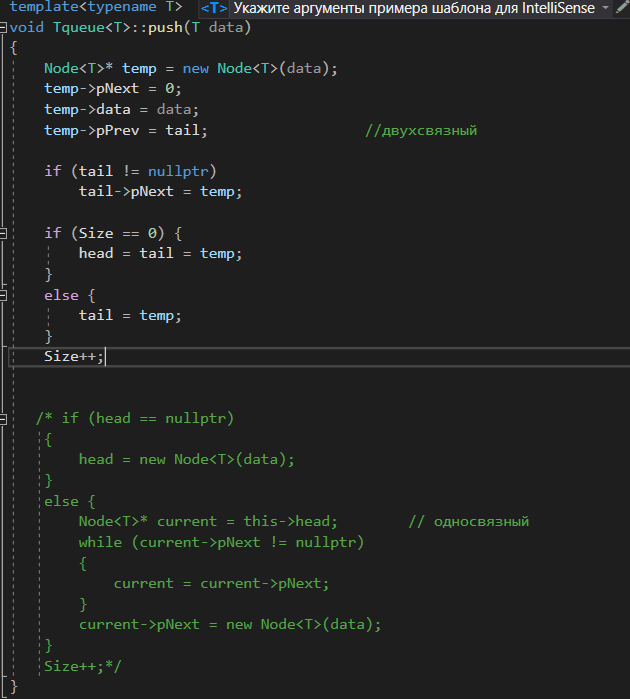 template<typename T> <T> Укажите аргументы примера шаблона для IntelliSense
void Tqueue<T>::push(T data)
{
    Node<T>* temp = new Node<T>(data);
    temp->pNext = 0;
    temp->data = data;
    temp->pPrev = tail;                  //двухсвязный

    if (tail != nullptr)
        tail->pNext = temp;

    if (Size == 0) {
        head = tail = temp;
    }
    else {
        tail = temp;
    }
    Size++;

   /* if (head == nullptr)
    {
        head = new Node<T>(data);
    }
    else {
        Node<T>* current = this->head;        // односвязный
        while (current->pNext != nullptr)
        {
            current = current->pNext;
        }
        current->pNext = new Node<T>(data);
    }
    Size++;*/
}